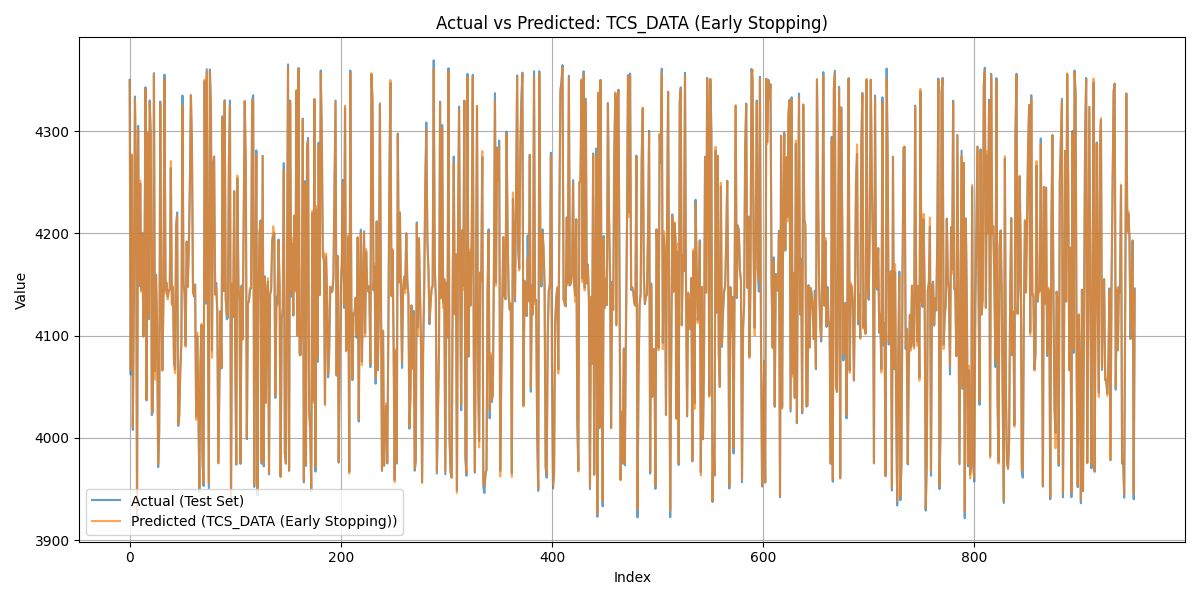 Actual vs Predicted: TCS_DATA (Early Stopping)
Value
4300
4200
4100
4000
3900
Actual (Test Set)
Predicted (TCS_DATA (Early Stopping))
0
200
400
600
800
Index